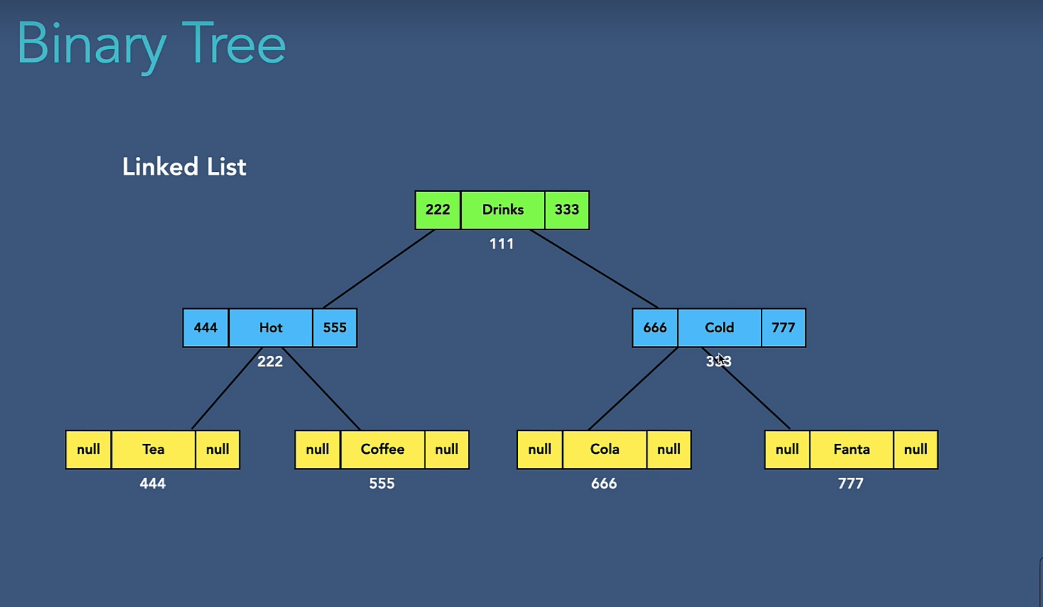 Binary Tree
Linked List
222 Drinks 333
111
444 Hot 555
666 Cold 777
222
333
null Tea null
null Coffee null
null Cola null
null Fanta null
444
555
666
777